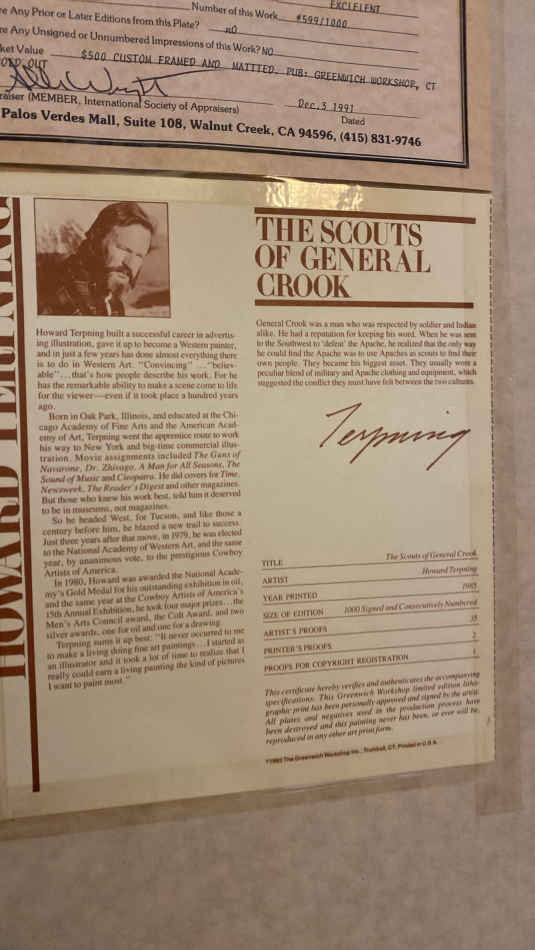 EXCLELENT
Number of this Work... #599/1000
re Any Prior or Later Editions from this Plate? nO
re Any Unsigned or Unnumbered Impressions of this Work? NO
ket Value $500 CUSTOM FRAMED AND MATTIED. PUB: GREENWICH WORKSHOP, CT
SOLD OUT
raiser (MEMBER, International Society of Appraisers)
Dec.3 1991
Dated
Palos Verdes Mall, Suite 108, Walnut Creek, CA 94596, (415) 831-9746
HOWARD TERPNING
Howard Terpning built a successful career in advertis-
ing illustration, gave it up to become a Western painter,
and in just a few years has done almost everything there
is to do in Western Art. “Convincing” ...“believ-
able”...that's how people describe his work. For he
has the remarkable ability to make a scene come to life
for the viewer—even if it took place a hundred years
ago.
Born in Oak Park, Illinois, and educated at the Chi-
cago Academy of Fine Arts and the American Acad-
emy of Art, Terpning went the apprentice route to work
his way to New York and big-time commercial illus-
tration. Movie assignments included The Guns of
Navarone, Dr. Zhivago, A Man for All Seasons, The
Sound of Music and Cleopatra. He did covers for Time,
Newsweek, The Reader's Digest and other magazines.
But those who knew his work best, told him it deserved
to be in museums, not magazines.
So he headed West, for Tucson, and like those a
century before him, he blazed a new trail to success.
Just three years after that move, in 1979, he was elected
to the National Academy of Western Art, and the same
year, by unanimous vote, to the prestigious Cowboy
Artists of America.
In 1980, Howard was awarded the National Acade-
my's Gold Medal for his outstanding exhibition in oil,
and the same year at the Cowboy Artists of America's
15th Annual Exhibition, he took four major prizes...the
Men's Arts Council award, the Colt Award, and two
silver awards, one for oil and one for a drawing.
Terpning sums it up best: “It never occurred to me
to make a living doing fine art paintings...I started as
an illustrator and it took a lot of time to realize that I
really could earn a living painting the kind of pictures
I want to paint most.”
THE SCOUTS
OF GENERAL
CROOK
General Crook was a man who was respected by soldier and Indian
alike. He had a reputation for keeping his word. When he was sent
to the Southwest to 'defeat' the Apache, he realized that the only way
he could find the Apache was to use Apaches as scouts to find their
own people. They became his biggest asset. They usually wore a
peculiar blend of military and Apache clothing and equipment, which
suggested the conflict they must have felt between the two cultures.
Terpning
TITLE The Scouts of General Crook
ARTIST Howard Terpning
YEAR PRINTED 1985
SIZE OF EDITION 1000 Signed and Consecutively Numbered
ARTIST'S PROOFS 35
PRINTER'S PROOFS 2
PROOFS FOR COPYRIGHT REGISTRATION 1
This certificate hereby verifies and authenticates the accompanying
specifications. This Greenwich Workshop limited edition litho-
graphic print has been personally approved and signed by the artist.
All plates and negatives used in the production process have
been destroyed and this painting never has been, or ever will be,
reproduced in any other art print form.
The Greenwich Workshop Inc., Trumbull, CT, Printed in U.S.A.